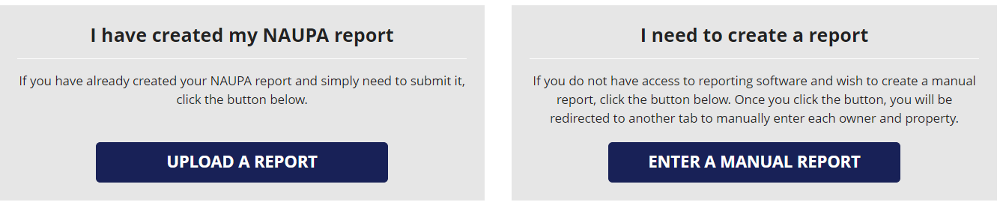 I have created my NAUPA report
If you have already created your NAUPA report and simply need to submit it,
click the button below.
UPLOAD A REPORT
I need to create a report
If you do not have access to reporting software and wish to create a manual
report, click the button below. Once you click the button, you will be
redirected to another tab to manually enter each owner and property.
ENTER A MANUAL REPORT